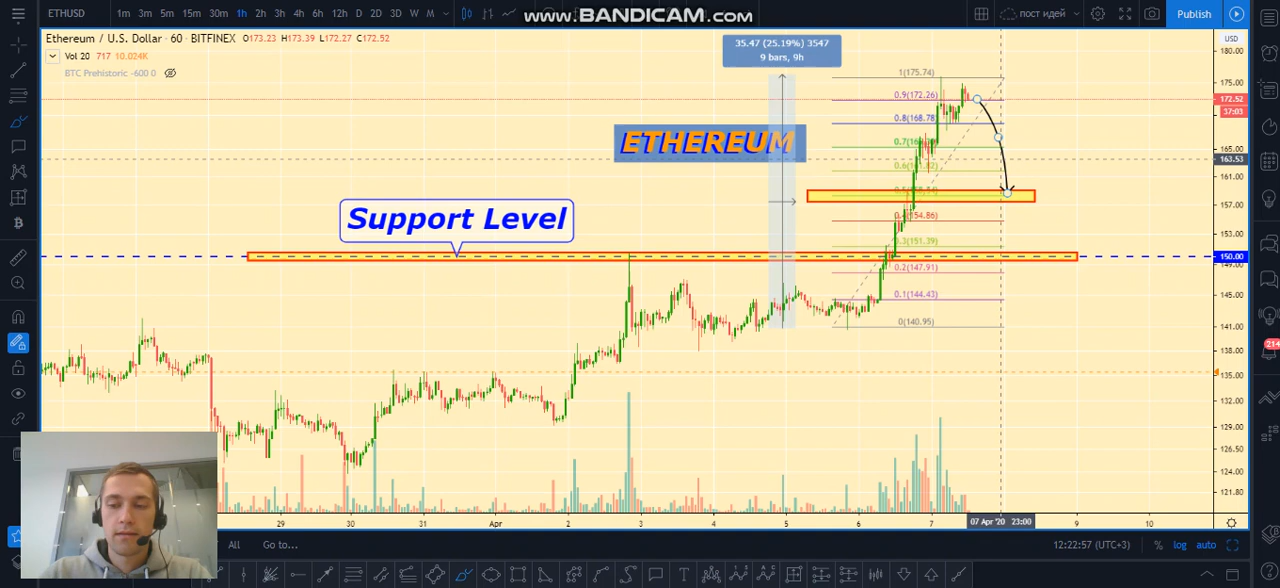 WWW.BANDICAM.COM
ETHUSD 1m 3m 5m 15m 30m 1h 2h 3h 4h 6h 12h D 2D 3D W M пост идей Publish
Ethereum / U.S. Dollar · 60 · BITFINEX O173.23 H173.39 L172.27 C172.52
Vol 20 717 10.024K
BTC Prehistoric -600 0
35.47 (25.19%) 3547
9 bars, 9h
USD
180.00
1(175.74)
175.00
0.9(172.26)
172.52
37:03
0.8(168.78)
ETHEREUM
165.00
163.53
161.00
157.00
Support Level
0.4(154.86)
153.00
0.3(151.39)
150.00
0.2(147.91)
145.00
0.1(144.43)
0(140.95)
141.00
138.00
135.00
132.00
129.00
126.50
124.00
121.80
214
29 30 31 Apr 2 3 4 5 6 7 07 Apr '20 23:00 9 10
All Go to... 12:22:57 (UTC+3) % log auto